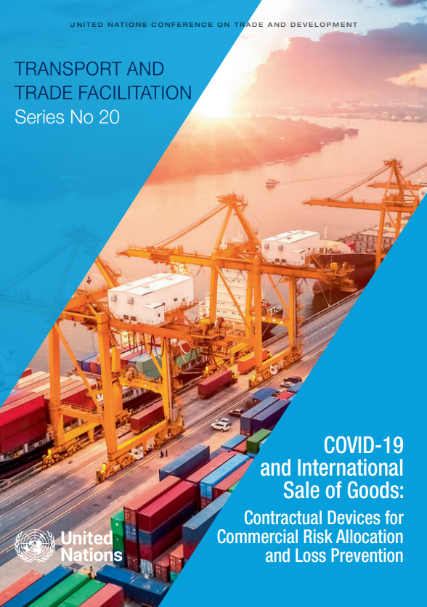 UNITED NATIONS CONFERENCE ON TRADE AND DEVELOPMENT
TRANSPORT AND
TRADE FACILITATION
Series No 20
COVID-19
and International
Sale of Goods:
Contractual Devices for
Commercial Risk Allocation
and Loss Prevention
United
Nations